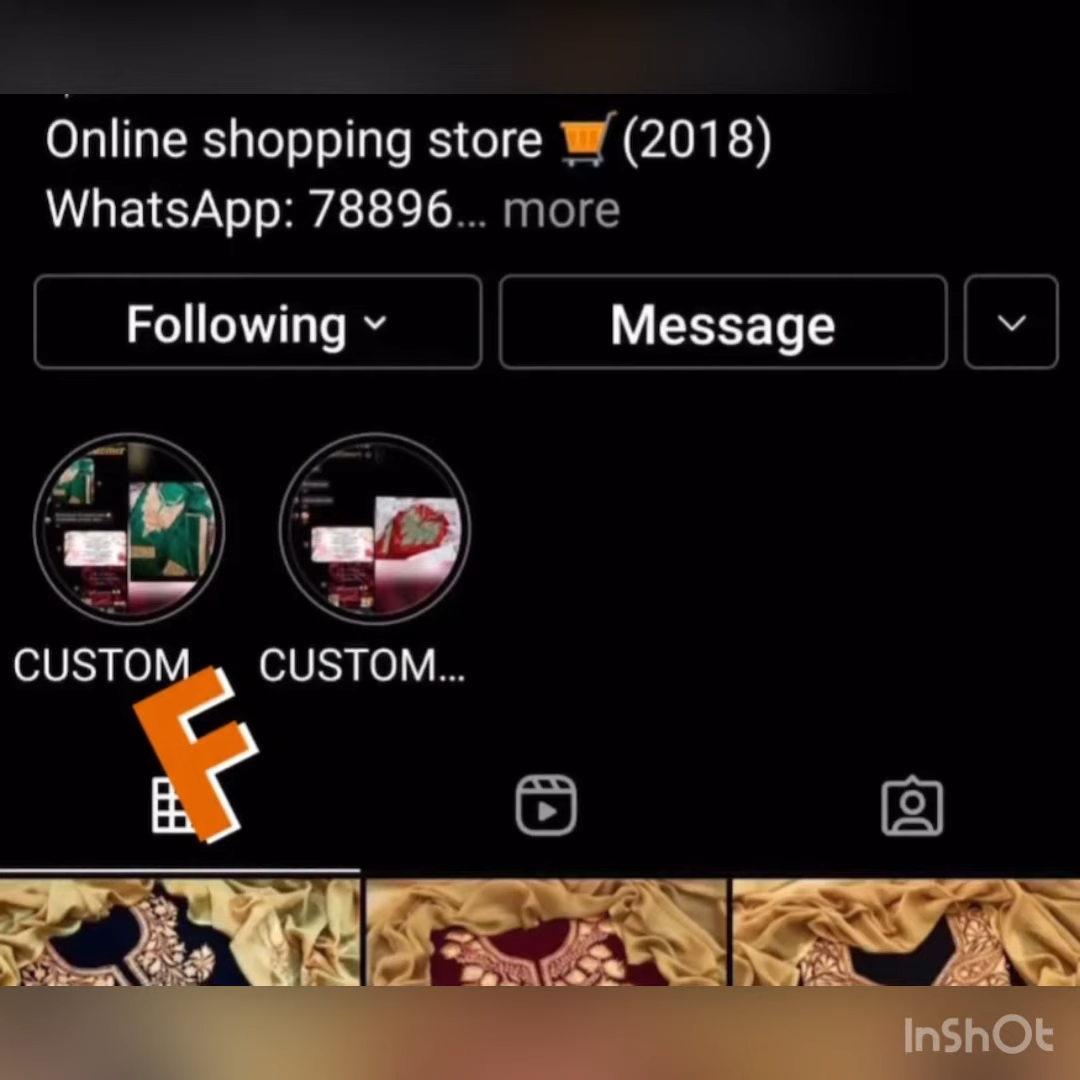 Online shopping store 🛒(2018)
WhatsApp: 78896... more
Following
Message
CUSTOM
CUSTOM...
F
InShOt